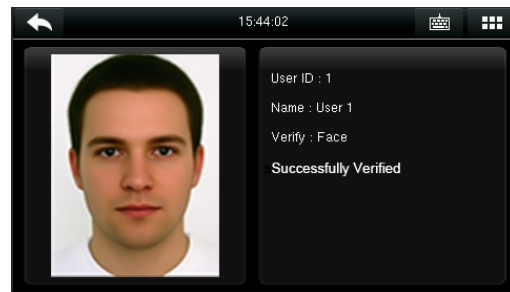 15:44:02
User ID : 1
Name : User 1
Verify : Face
Successfully Verified